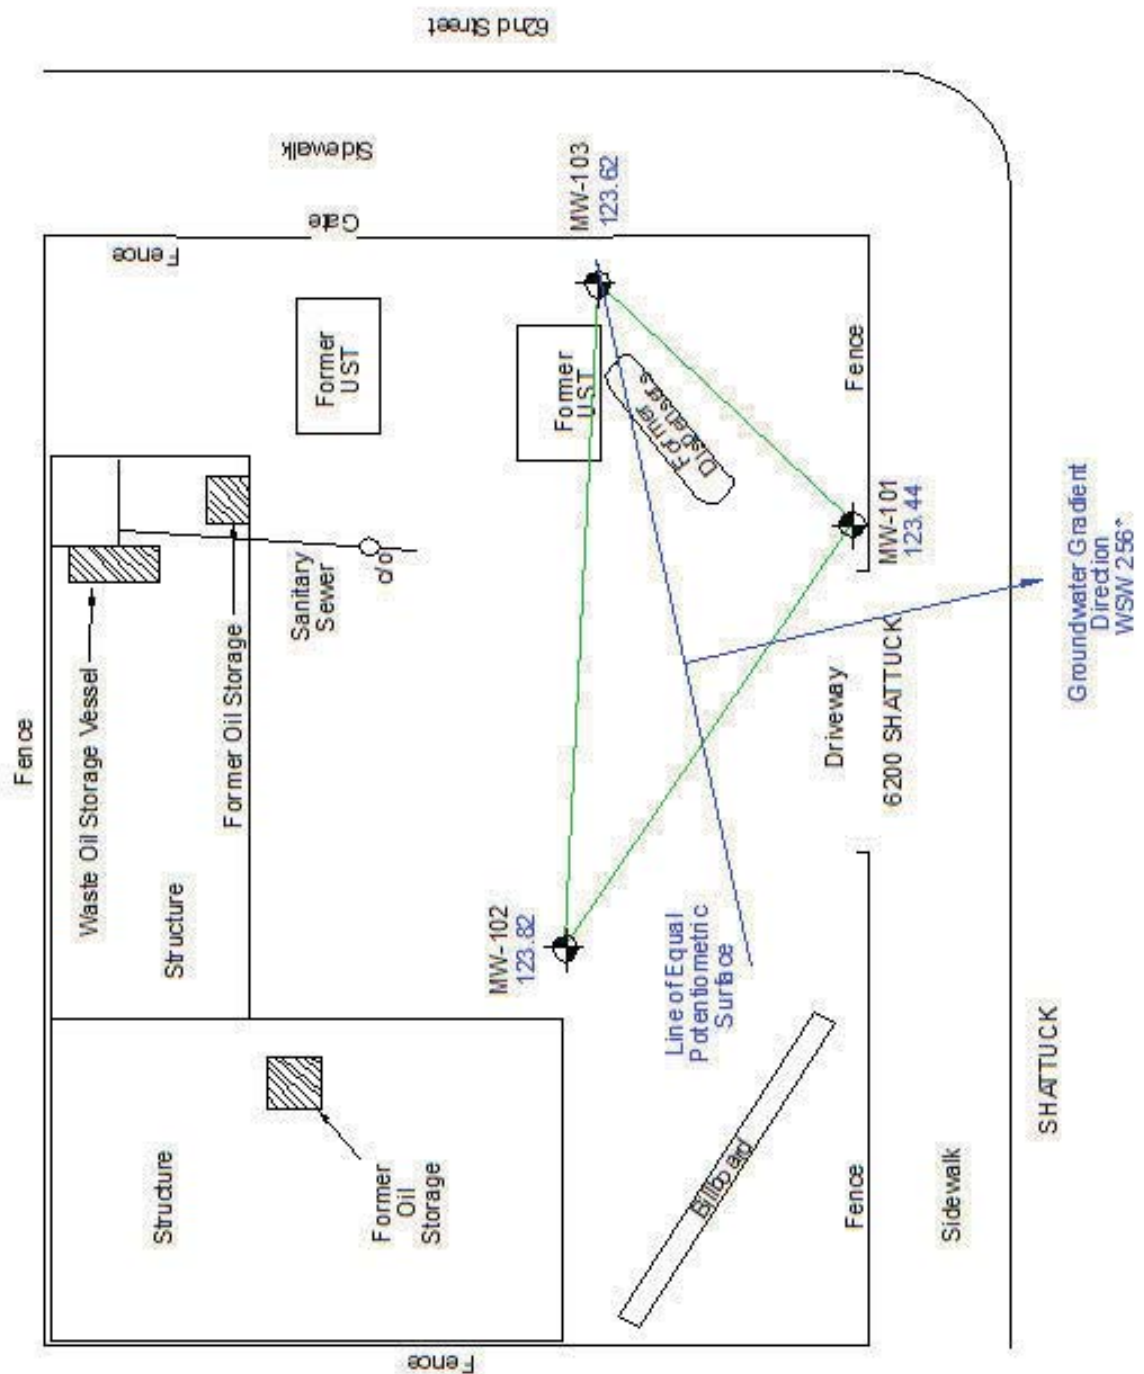 62nd Street
Sidewalk
Gate
Fence
MW-103
123.62
Former
UST
Former
UST
Former
Dispensers
Fence
MW-101
123.44
Groundwater Gradient
Direction
WSW 256°
Sanitary
Sewer
c/o
Waste Oil Storage Vessel
Former Oil Storage
Fence
Structure
Driveway
6200 SHATTUCK
MW-102
123.82
Line of Equal
Potentiometric
Surface
Structure
Former
Oil
Storage
Billboard
Fence
Sidewalk
SHATTUCK
Fence